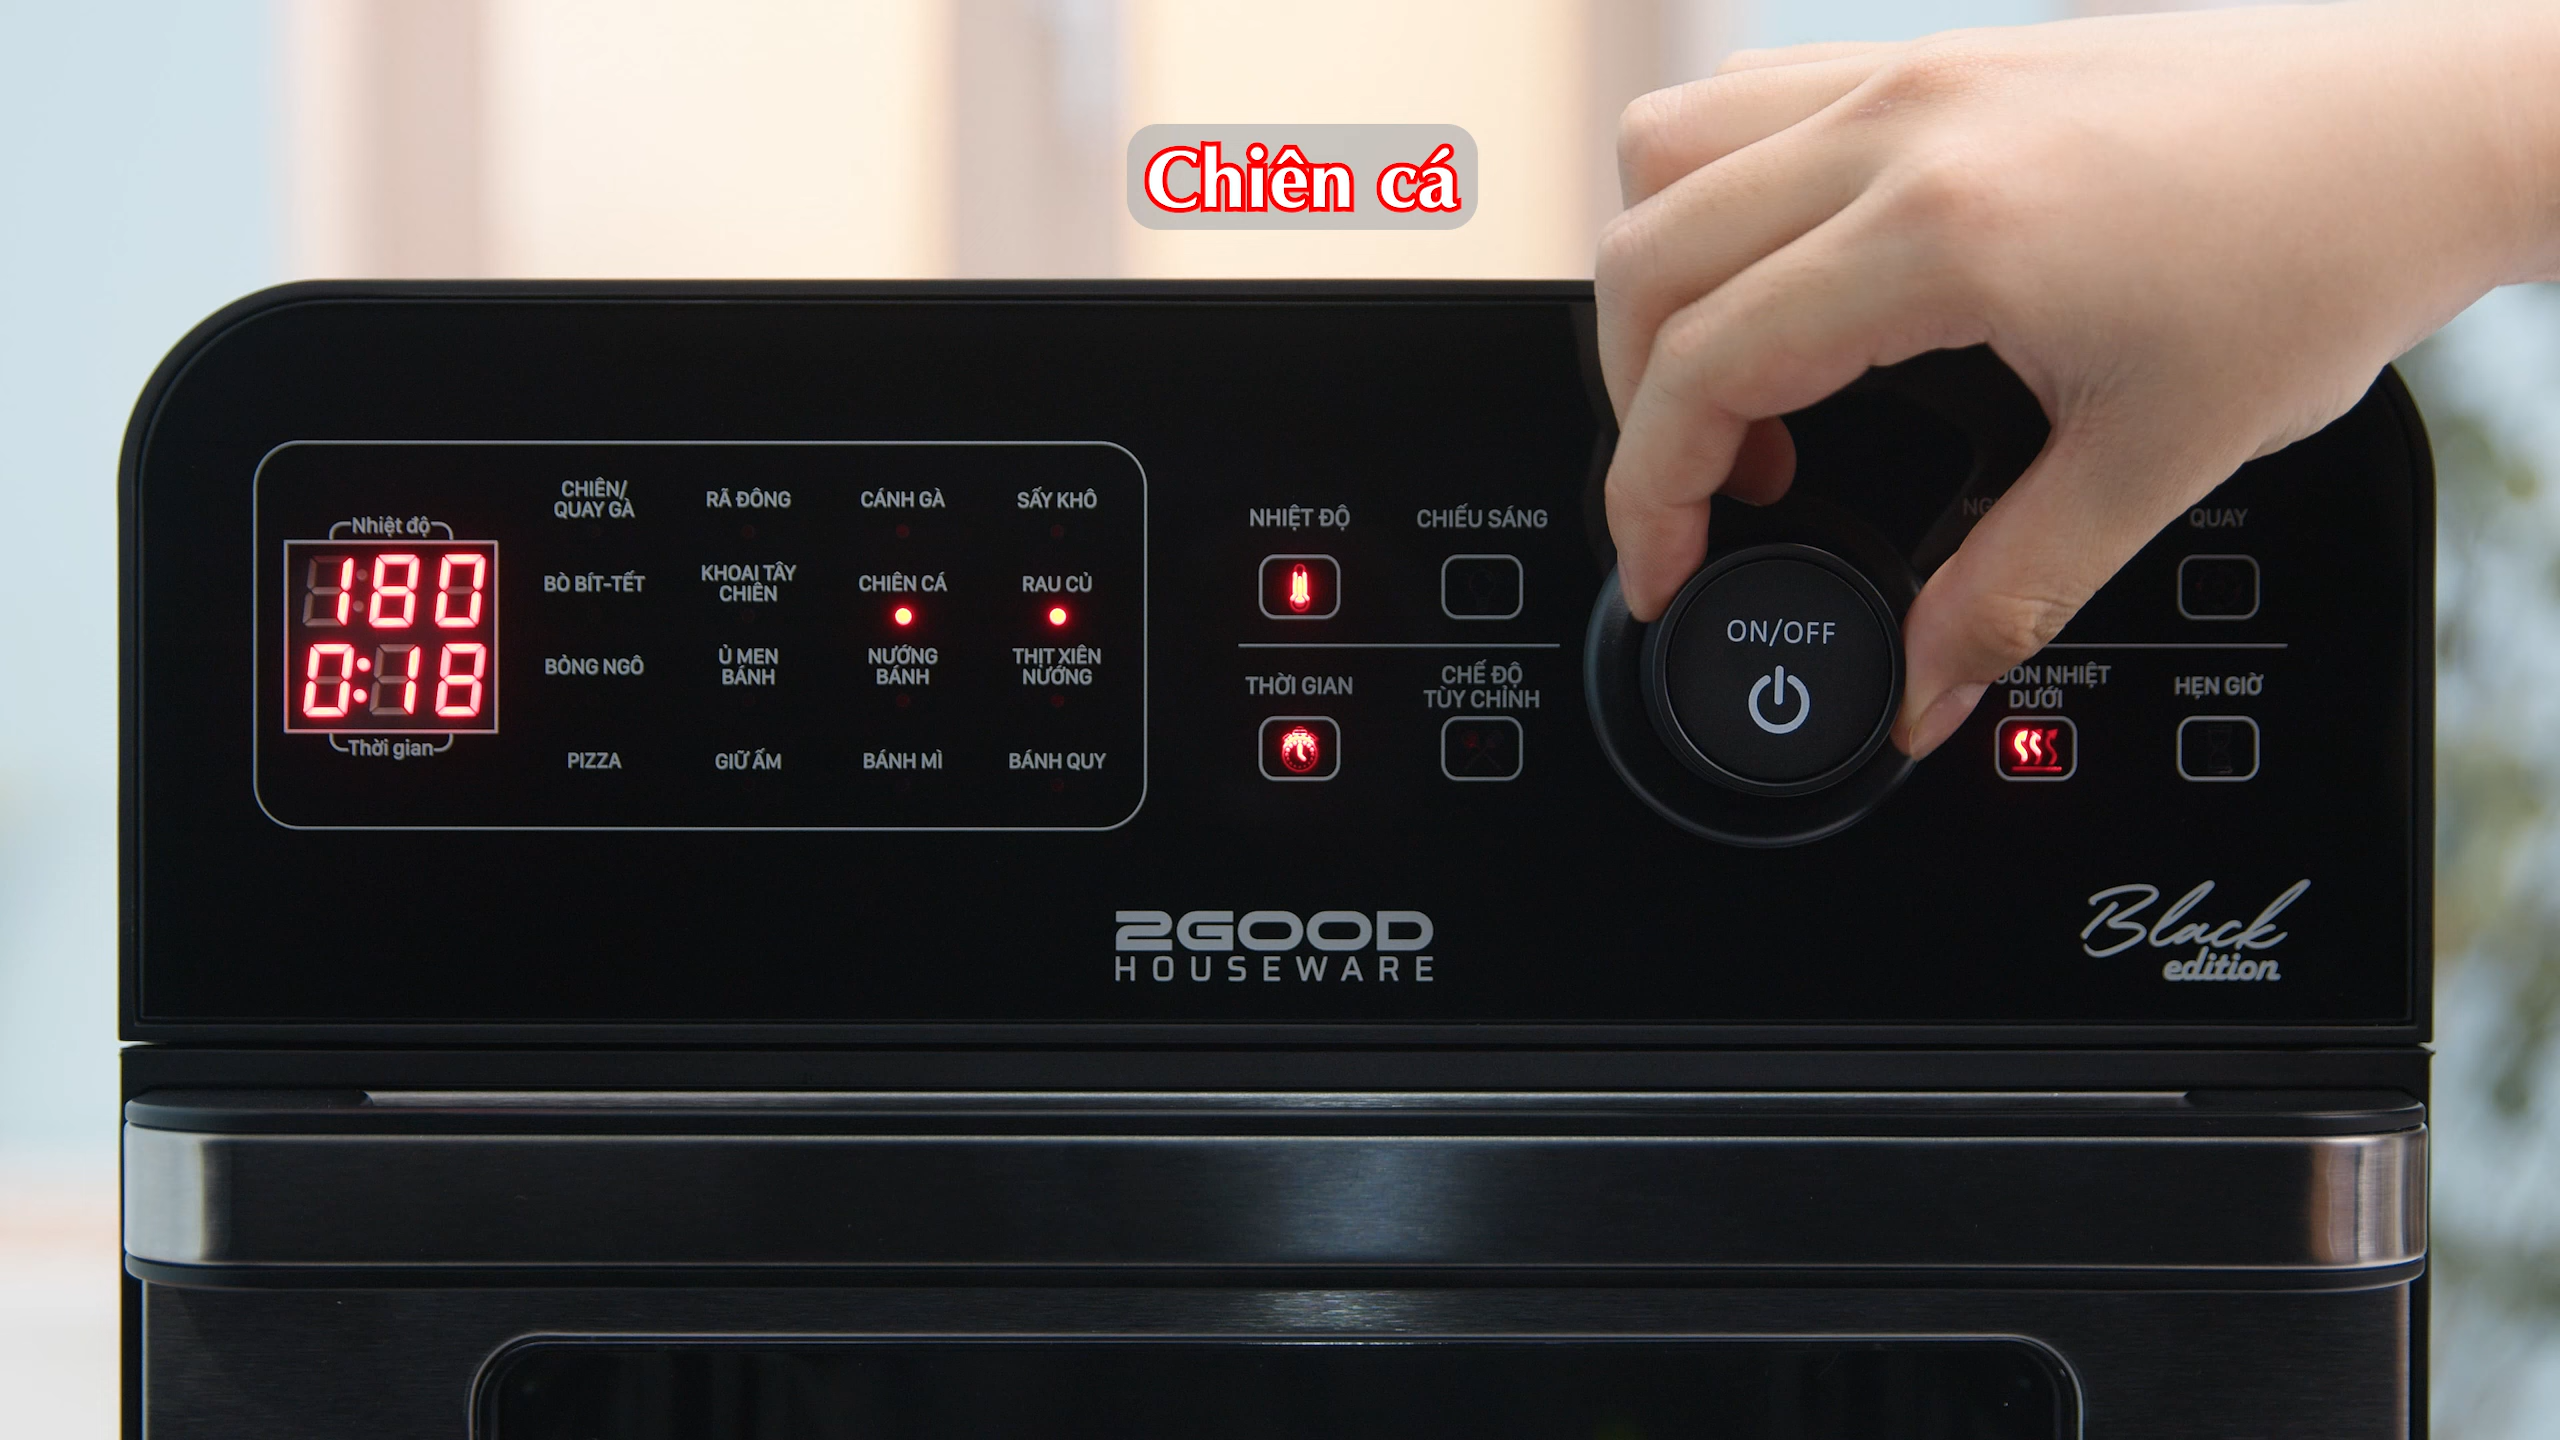 Chiên cá
Nhiệt độ
180
0:18
Thời gian
CHIÊN/
QUAY GÀ
RÃ ĐÔNG
CÁNH GÀ
SẤY KHÔ
BÒ BÍT-TẾT
KHOAI TÂY
CHIÊN
CHIÊN CÁ
RAU CỦ
BỎNG NGÔ
Ủ MEN
BÁNH
NƯỚNG
BÁNH
THỊT XIÊN
NƯỚNG
PIZZA
GIỮ ẤM
BÁNH MÌ
BÁNH QUY
NHIỆT ĐỘ
CHIẾU SÁNG
THỜI GIAN
CHẾ ĐỘ
TÙY CHỈNH
ON/OFF
QUAY
NHIỆT
DƯỚI
HẸN GIỜ
2GOOD
HOUSEWARE
Black
edition